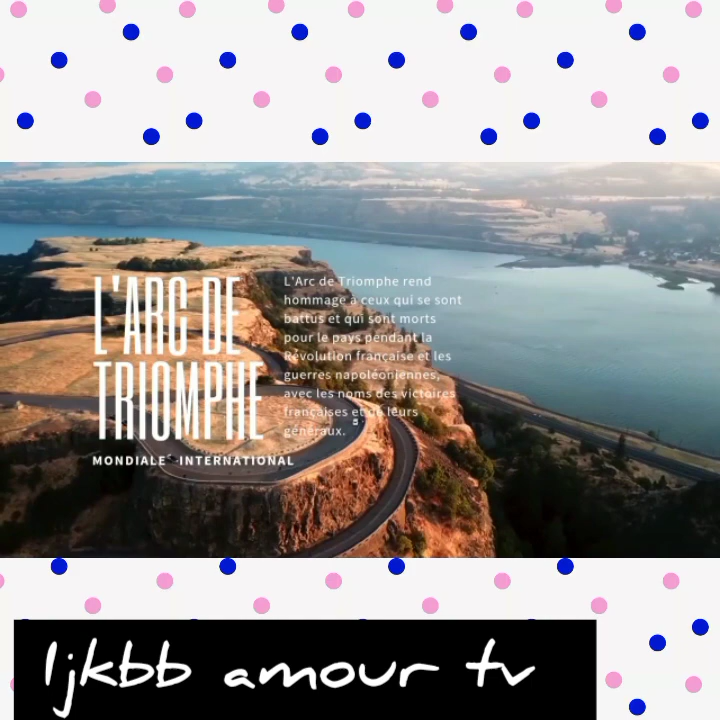 L'ARC DE
TRIOMPHE
MONDIALE INTERNATIONAL
L'Arc de Triomphe rend
hommage à ceux qui se sont
battus et qui sont morts
pour le pays pendant la
Révolution française et les
guerres napoléoniennes,
avec les noms des victoires
françaises et de leurs
généraux.
ljkbb amour tv